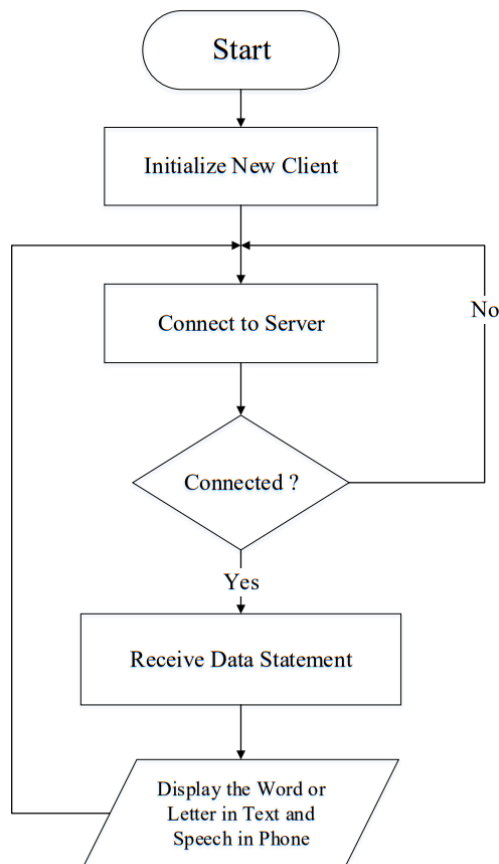 Start
Initialize New Client
Connect to Server
No
Connected ?
Yes
Receive Data Statement
Display the Word or
Letter in Text and
Speech in Phone